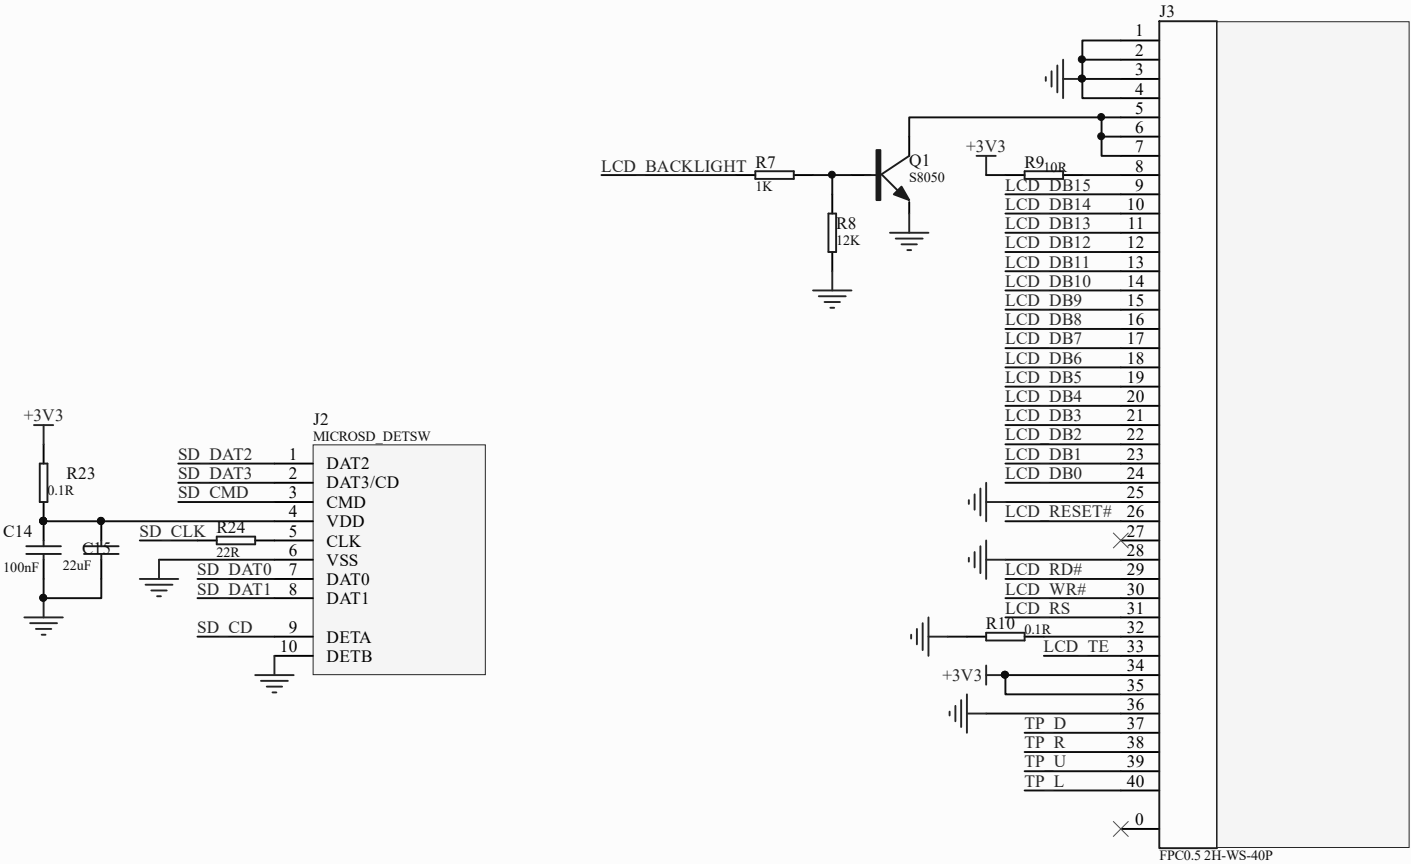 J3
1
2
3
4
5
6
7
+3V3
R9 10R
8
LCD_BACKLIGHT R7
1K
Q1
S8050
R8
12K
LCD_DB15 9
LCD_DB14 10
LCD_DB13 11
LCD_DB12 12
LCD_DB11 13
LCD_DB10 14
LCD_DB9 15
LCD_DB8 16
LCD_DB7 17
LCD_DB6 18
LCD_DB5 19
LCD_DB4 20
LCD_DB3 21
LCD_DB2 22
LCD_DB1 23
LCD_DB0 24
25
LCD_RESET# 26
27
28
LCD_RD# 29
LCD_WR# 30
LCD_RS 31
R10 0.1R 32
LCD_TE 33
34
+3V3
35
36
TP_D 37
TP_R 38
TP_U 39
TP_L 40
0
FPC0.5 2H-WS-40P
+3V3
R23
0.1R
C14
100nF
C15
22uF
J2
MICROSD_DETSW
SD_DAT2 1 DAT2
SD_DAT3 2 DAT3/CD
SD_CMD 3 CMD
4 VDD
SD_CLK R24 5 CLK
22R
6 VSS
SD_DAT0 7 DAT0
SD_DAT1 8 DAT1
SD_CD 9 DETA
10 DETB